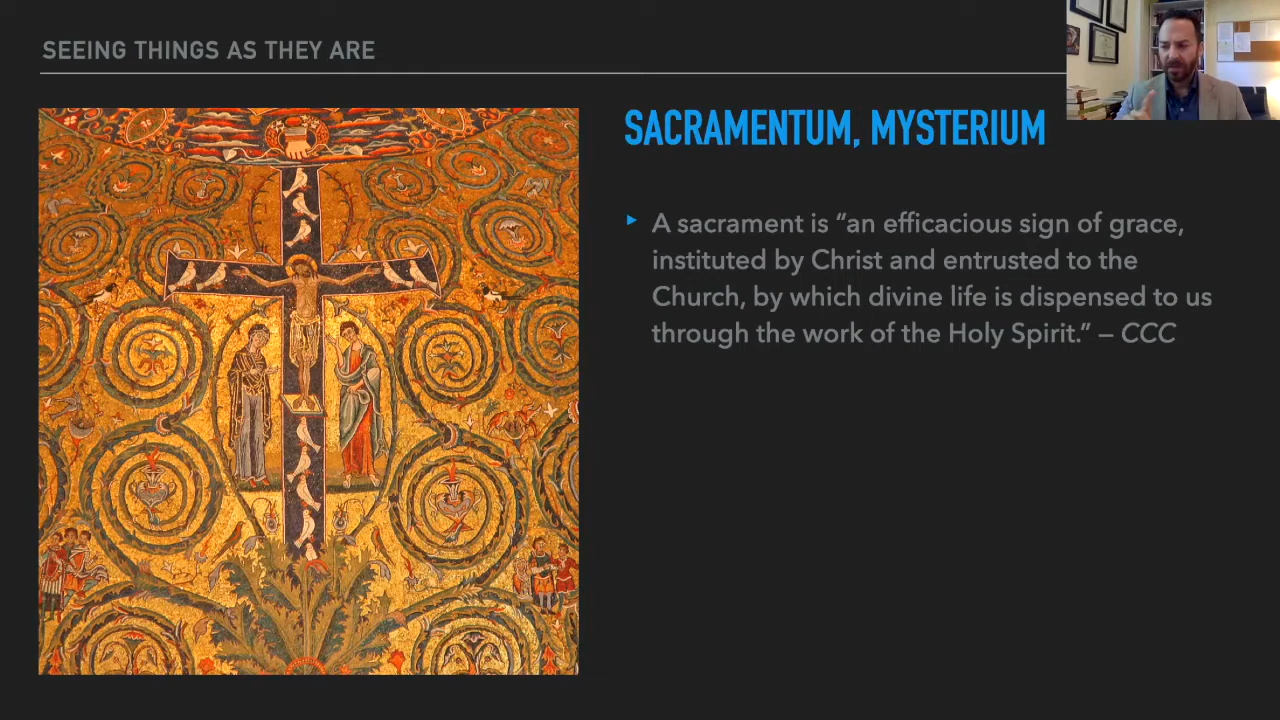 SEEING THINGS AS THEY ARE
SACRAMENTUM, MYSTERIUM
A sacrament is “an efficacious sign of grace,
instituted by Christ and entrusted to the
Church, by which divine life is dispensed to us
through the work of the Holy Spirit.” – CCC